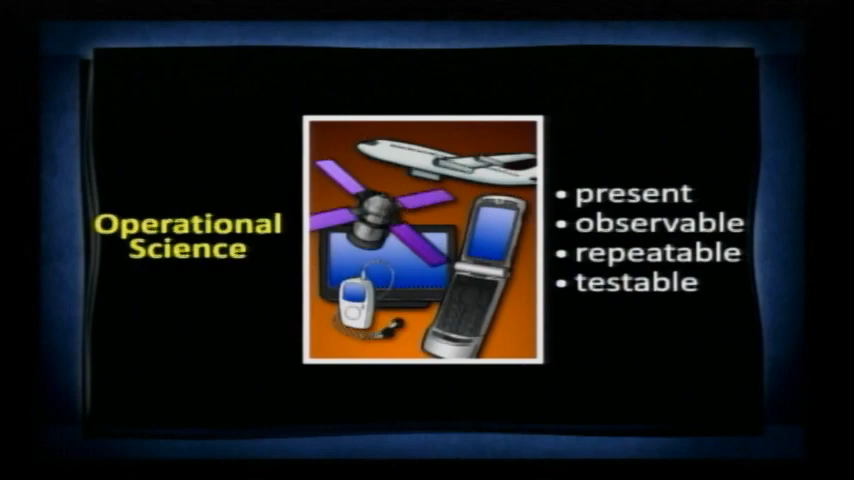 Operational
Science
• present
• observable
• repeatable
• testable